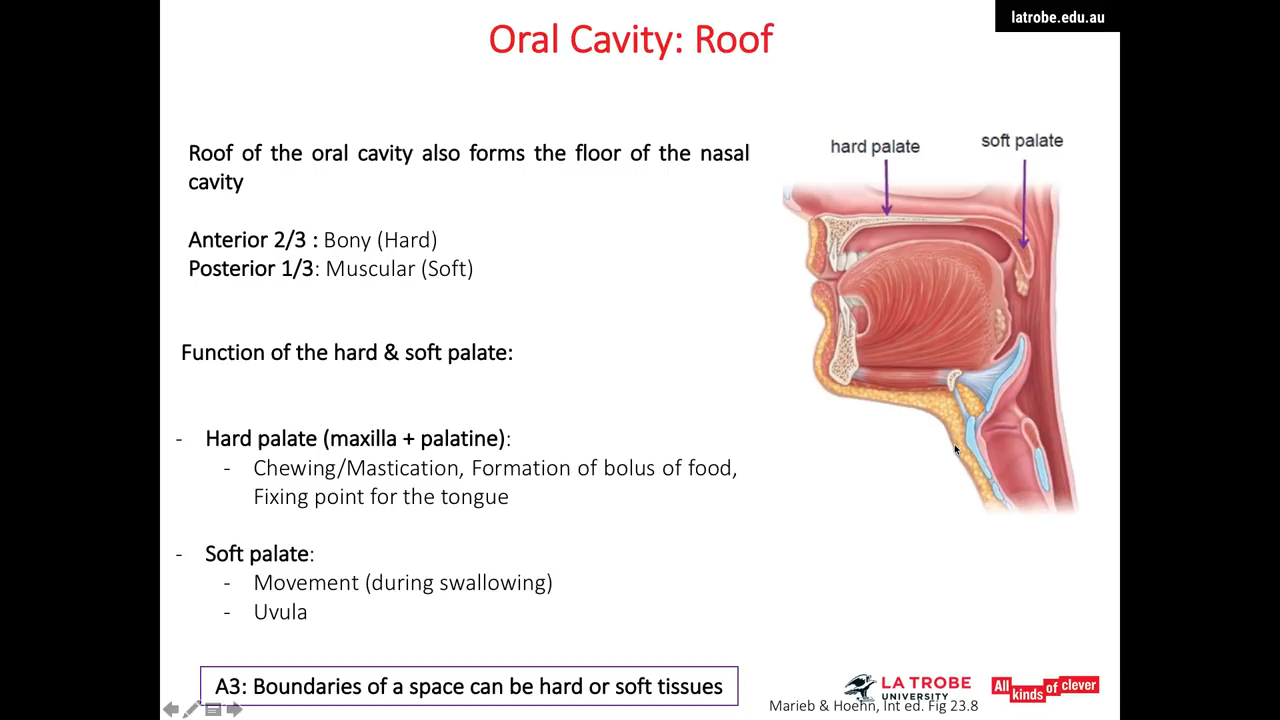 latrobe.edu.au
Oral Cavity: Roof
hard palate
soft palate
Roof of the oral cavity also forms the floor of the nasal
cavity
Anterior 2/3 : Bony (Hard)
Posterior 1/3: Muscular (Soft)
Function of the hard & soft palate:
- Hard palate (maxilla + palatine):
- Chewing/Mastication, Formation of bolus of food,
Fixing point for the tongue
- Soft palate:
- Movement (during swallowing)
- Uvula
A3: Boundaries of a space can be hard or soft tissues
LA TROBE
UNIVERSITY
All kinds of clever
Marieb & Hoehn, Int ed. Fig 23.8